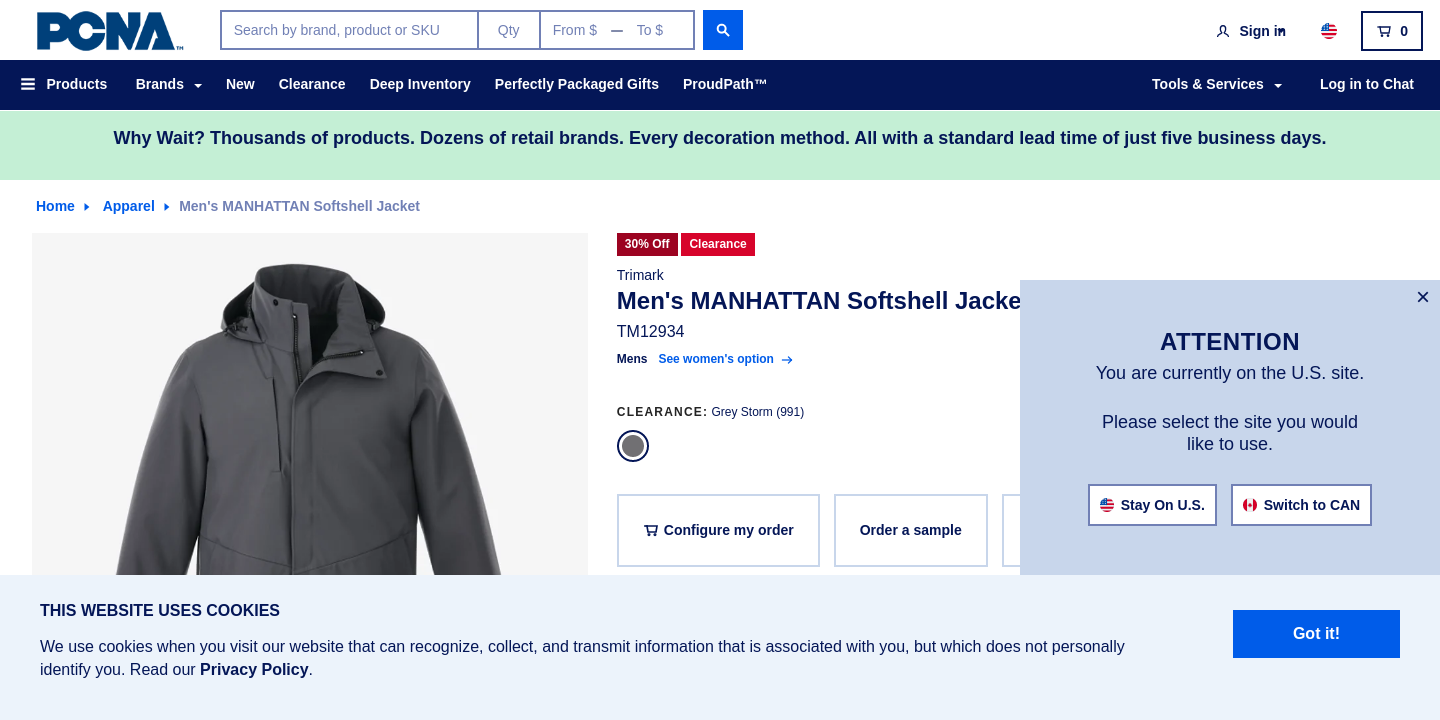 PCNA™
Search by brand, product or SKU
Qty
From $ — To $
Sign in
0
Products
Brands
New
Clearance
Deep Inventory
Perfectly Packaged Gifts
ProudPath™
Tools & Services
Log in to Chat
Why Wait? Thousands of products. Dozens of retail brands. Every decoration method. All with a standard lead time of just five business days.
Home
Apparel
Men's MANHATTAN Softshell Jacket
30% Off
Clearance
Trimark
Men's MANHATTAN Softshell Jacke
TM12934
Mens
See women's option
CLEARANCE: Grey Storm (991)
Configure my order
Order a sample
ATTENTION
You are currently on the U.S. site.
Please select the site you would
like to use.
Stay On U.S.
Switch to CAN
THIS WEBSITE USES COOKIES
We use cookies when you visit our website that can recognize, collect, and transmit information that is associated with you, but which does not personally
identify you. Read our Privacy Policy.
Got it!